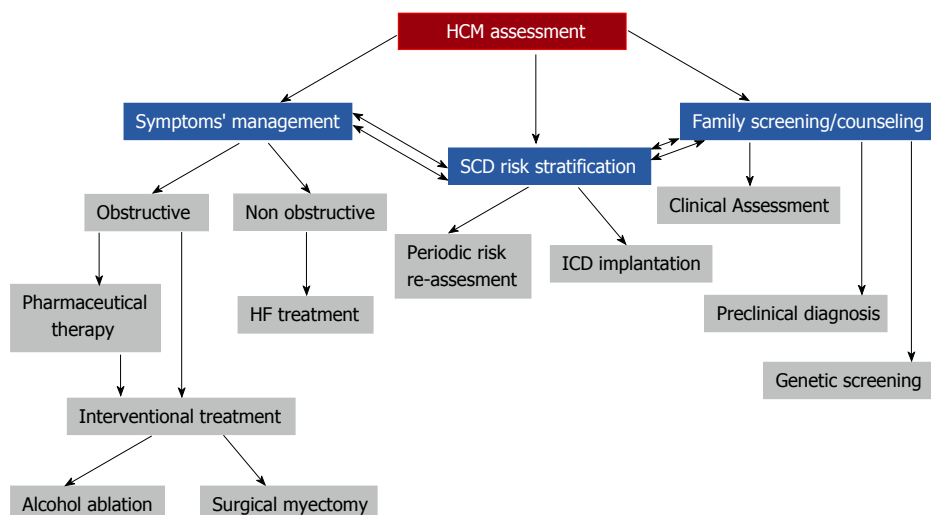 HCM assessment
Symptoms' management
Family screening/counseling
SCD risk stratification
Obstructive
Non obstructive
Clinical Assessment
Periodic risk
re-assesment
ICD implantation
Pharmaceutical
therapy
HF treatment
Preclinical diagnosis
Genetic screening
Interventional treatment
Alcohol ablation
Surgical myectomy